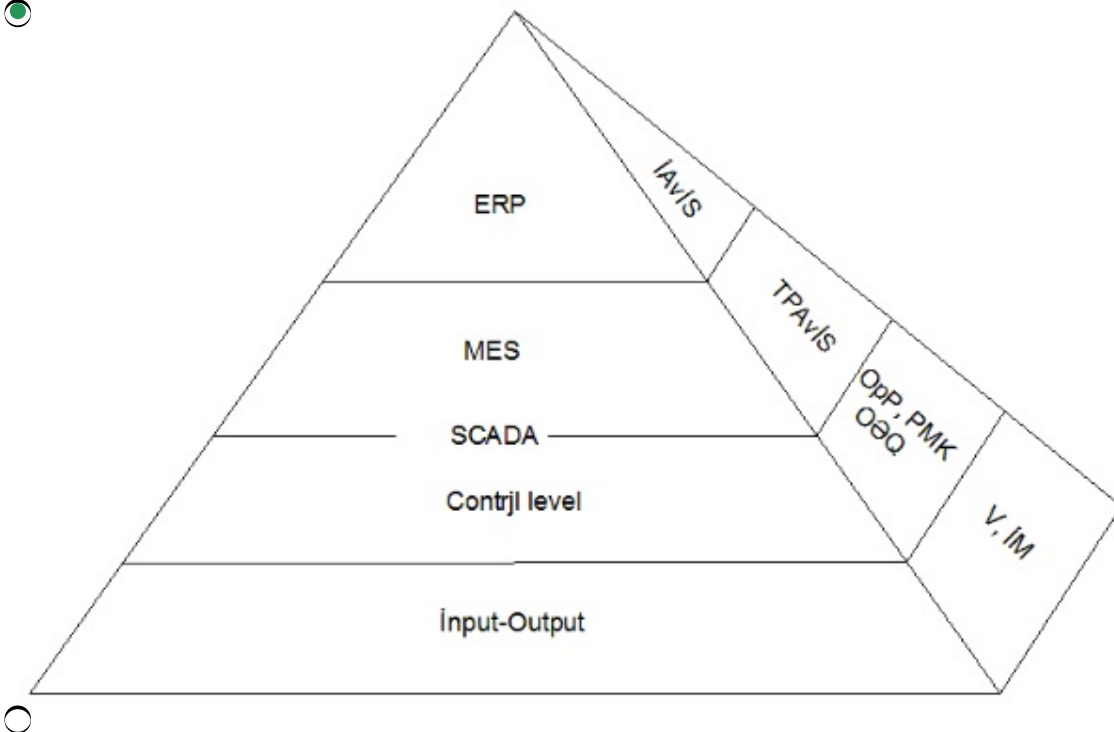 ERP
İAvİS
MES
TPAvİS
SCADA
OpP, PMK
OƏQ
Contrjl level
V, İM
İnput-Output